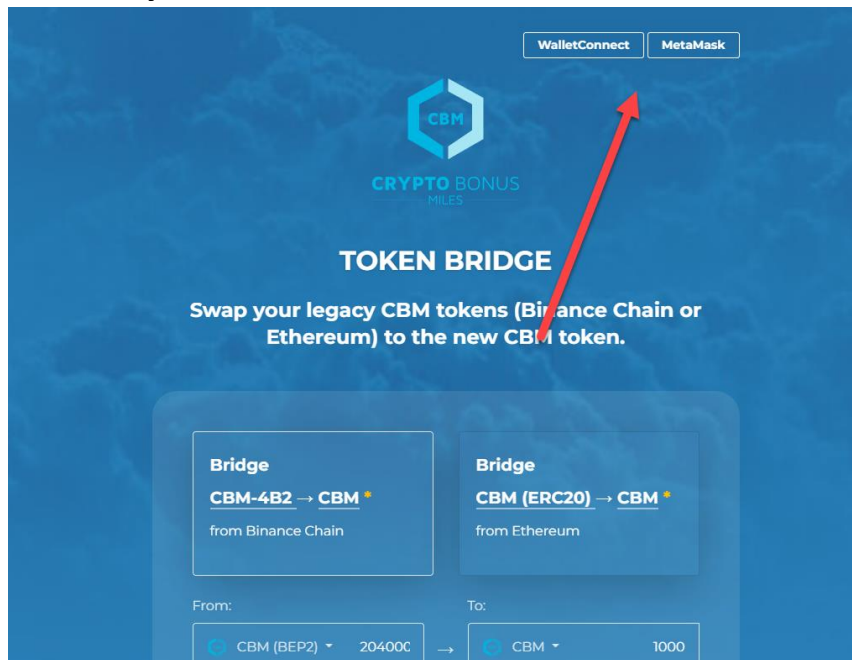 WalletConnect MetaMask
CBM
CRYPTO BONUS
MILES
TOKEN BRIDGE
Swap your legacy CBM tokens (Binance Chain or
Ethereum) to the new CBM token.
Bridge
CBM-4B2 → CBM *
from Binance Chain
Bridge
CBM (ERC20) → CBM *
from Ethereum
From:
To:
CBM (BEP2) 204000
→
CBM 1000